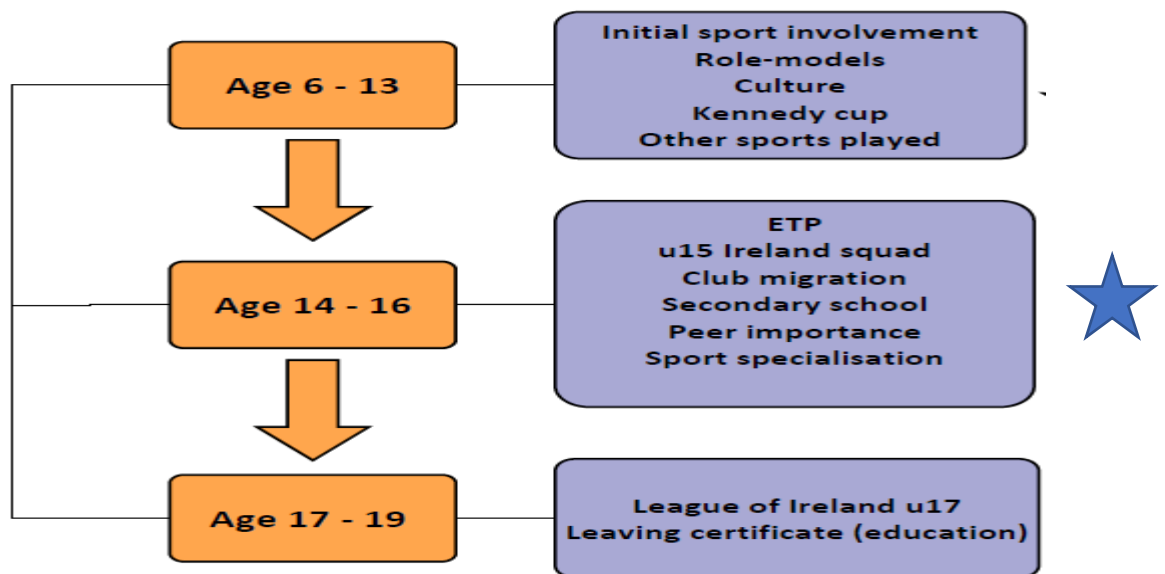 Age 6 - 13
Initial sport involvement
Role-models
Culture
Kennedy cup
Other sports played
Age 14 - 16
ETP
u15 Ireland squad
Club migration
Secondary school
Peer importance
Sport specialisation
Age 17 - 19
League of Ireland u17
Leaving certificate (education)